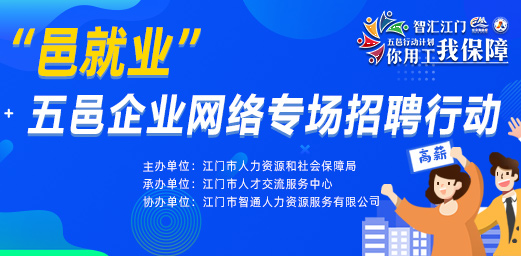 智汇江门
五邑行动计划
你用工我保障
“邑就业”
五邑企业网络专场招聘行动
主办单位：江门市人力资源和社会保障局
承办单位：江门市人才交流服务中心
协办单位：江门市智通人力资源服务有限公司
高薪